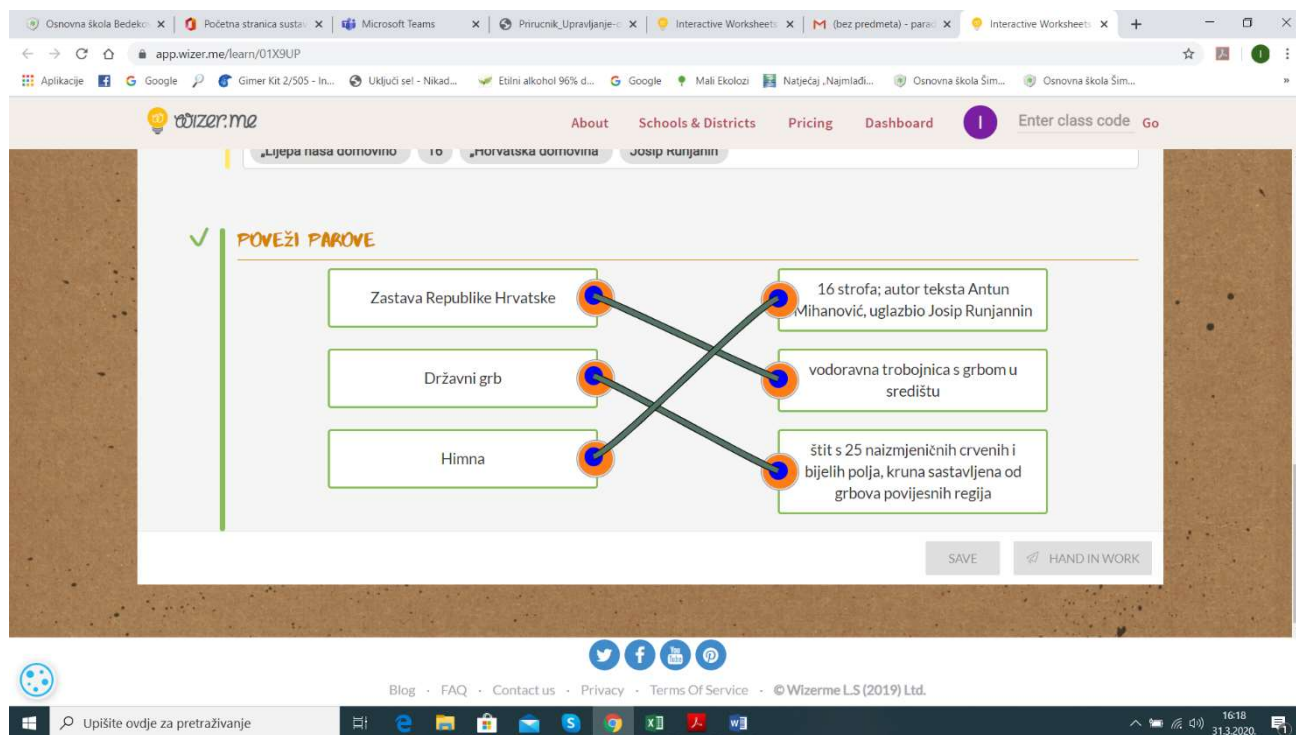 Osnovna škola Bedeko
Početna stranica sustav
Microsoft Teams
Prirucnik_Upravljanje-
Interactive Worksheets
(bez predmeta) - parac
Interactive Worksheets
app.wizer.me/learn/01X9UP
Aplikacije
Google
Gimer Kit 2/505 - In...
Uključi se! - Nikad...
Etilni alkohol 96% d...
Google
Mali Ekolozi
Natječaj „Najmlađi...
Osnovna škola Šim...
Osnovna škola Šim...
»
wizer.me
About
Schools & Districts
Pricing
Dashboard
I
Enter class code
Go
„Lijepa naša domovino
16
„Horvatska domovina
Josip Runjanin
POVEŽI PAROVE
Zastava Republike Hrvatske
16 strofa; autor teksta Antun
Mihanović, uglazbio Josip Runjannin
Državni grb
vodoravna trobojnica s grbom u
središtu
Himna
štit s 25 naizmjeničnih crvenih i
bijelih polja, kruna sastavljena od
grbova povijesnih regija
SAVE
HAND IN WORK
Blog - FAQ - Contact us - Privacy - Terms Of Service - © Wizerme L.S (2019) Ltd.
Upišite ovdje za pretraživanje
16:18
31.3.2020.